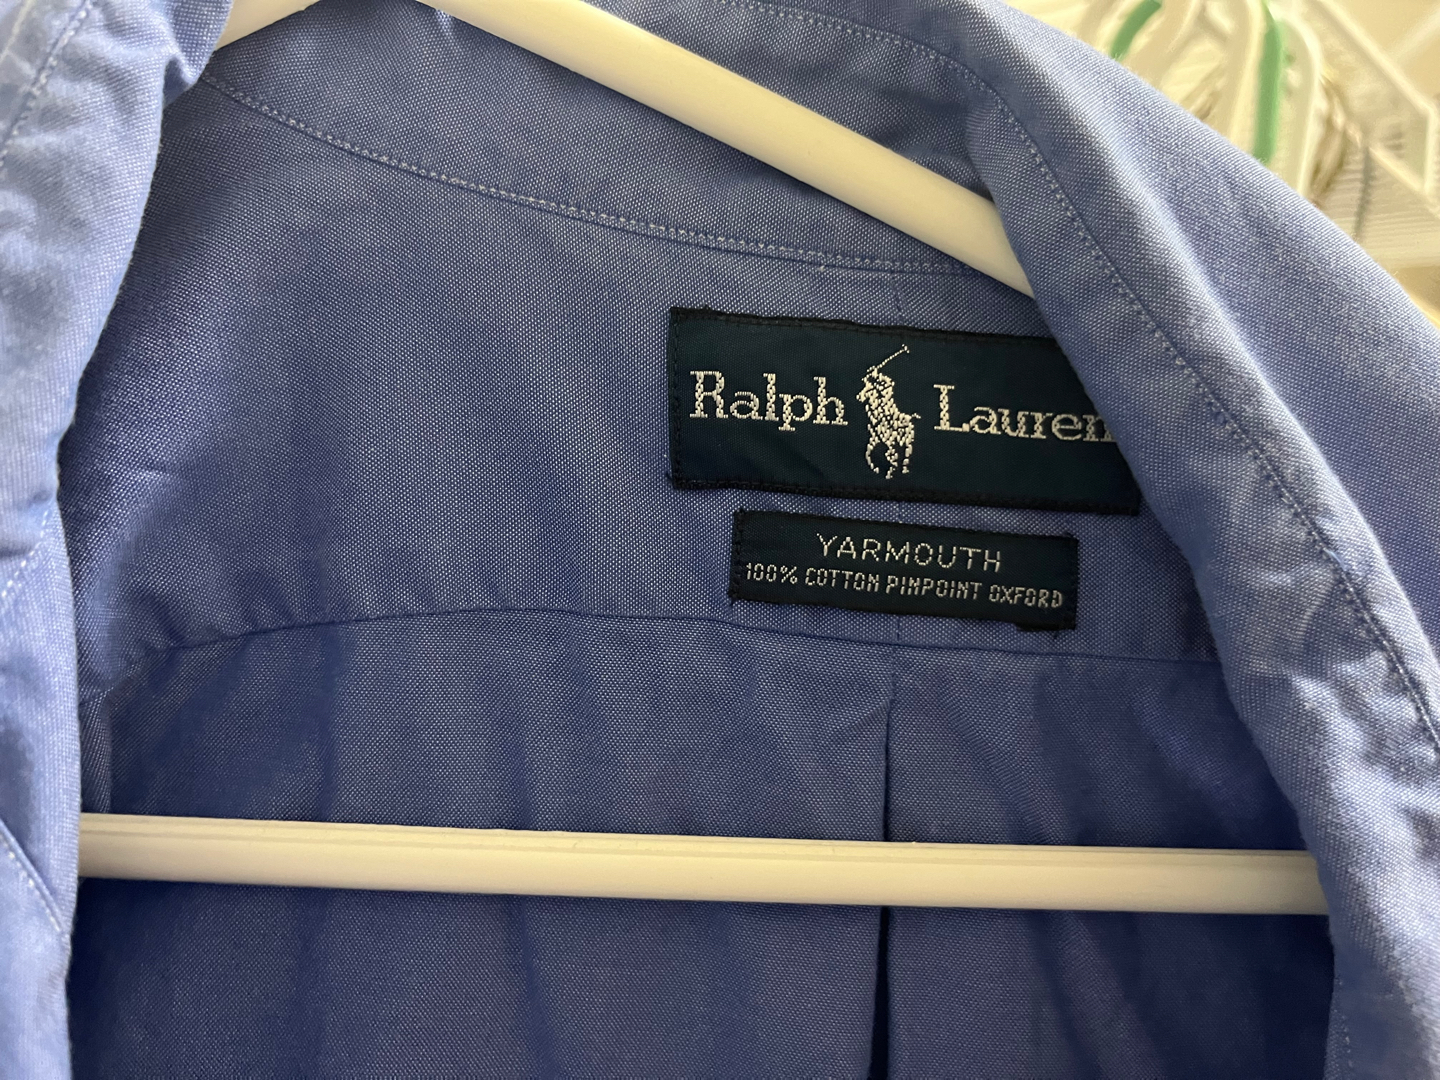 Ralph Lauren
YARMOUTH
100% COTTON PINPOINT OXFORD